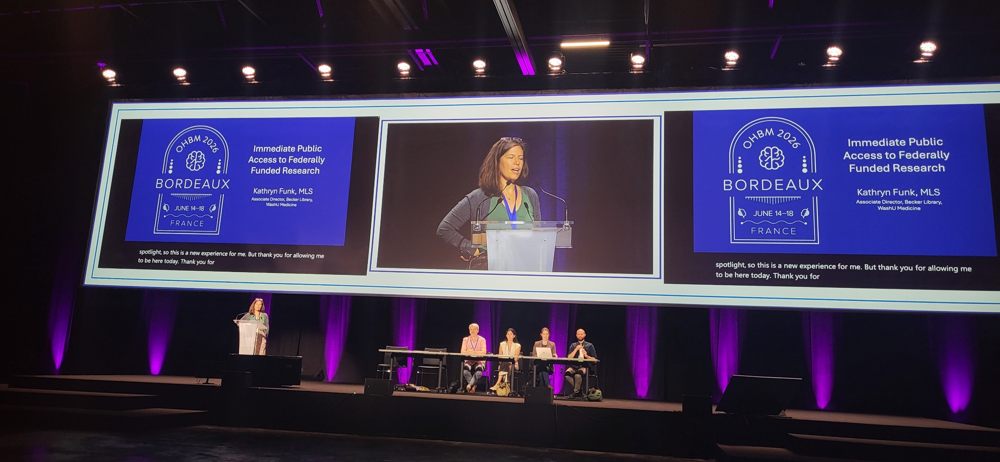 OHBM 2026
BORDEAUX
JUNE 14–18
FRANCE
Immediate Public
Access to Federally
Funded Research
Kathryn Funk, MLS
Associate Director, Becker Library,
WashU Medicine
spotlight, so this is a new experience for me. But thank you for allowing me
to be here today. Thank you for
OHBM 2026
BORDEAUX
JUNE 14–18
FRANCE
Immediate Public
Access to Federally
Funded Research
Kathryn Funk, MLS
Associate Director, Becker Library,
WashU Medicine
spotlight, so this is a new experience for me. But thank you for allowing me
to be here today. Thank you for